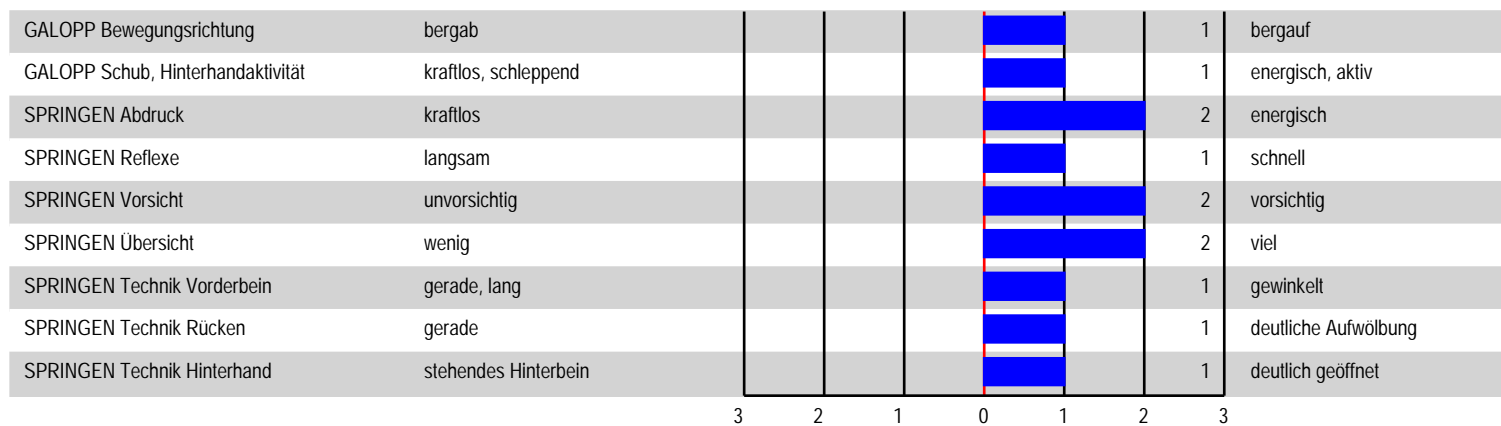 GALOPP Bewegungsrichtung bergab 1 bergauf
GALOPP Schub, Hinterhandaktivität kraftlos, schleppend 1 energisch, aktiv
SPRINGEN Abdruck kraftlos 2 energisch
SPRINGEN Reflexe langsam 1 schnell
SPRINGEN Vorsicht unvorsichtig 2 vorsichtig
SPRINGEN Übersicht wenig 2 viel
SPRINGEN Technik Vorderbein gerade, lang 1 gewinkelt
SPRINGEN Technik Rücken gerade 1 deutliche Aufwölbung
SPRINGEN Technik Hinterhand stehendes Hinterbein 1 deutlich geöffnet
3 2 1 0 1 2 3